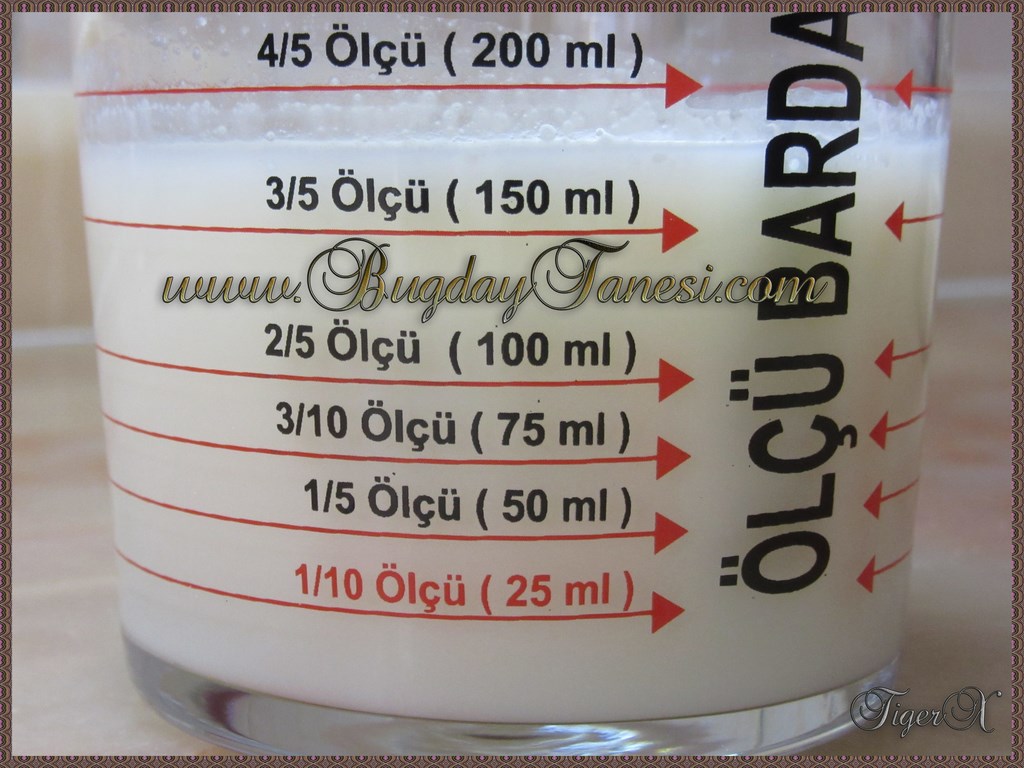 4/5 Ölçü ( 200 ml )
3/5 Ölçü ( 150 ml )
www.BugdayTanesi.com
2/5 Ölçü ( 100 ml )
3/10 Ölçü ( 75 ml )
1/5 Ölçü ( 50 ml )
1/10 Ölçü ( 25 ml )
ÖLÇÜ BARDA
TigerX